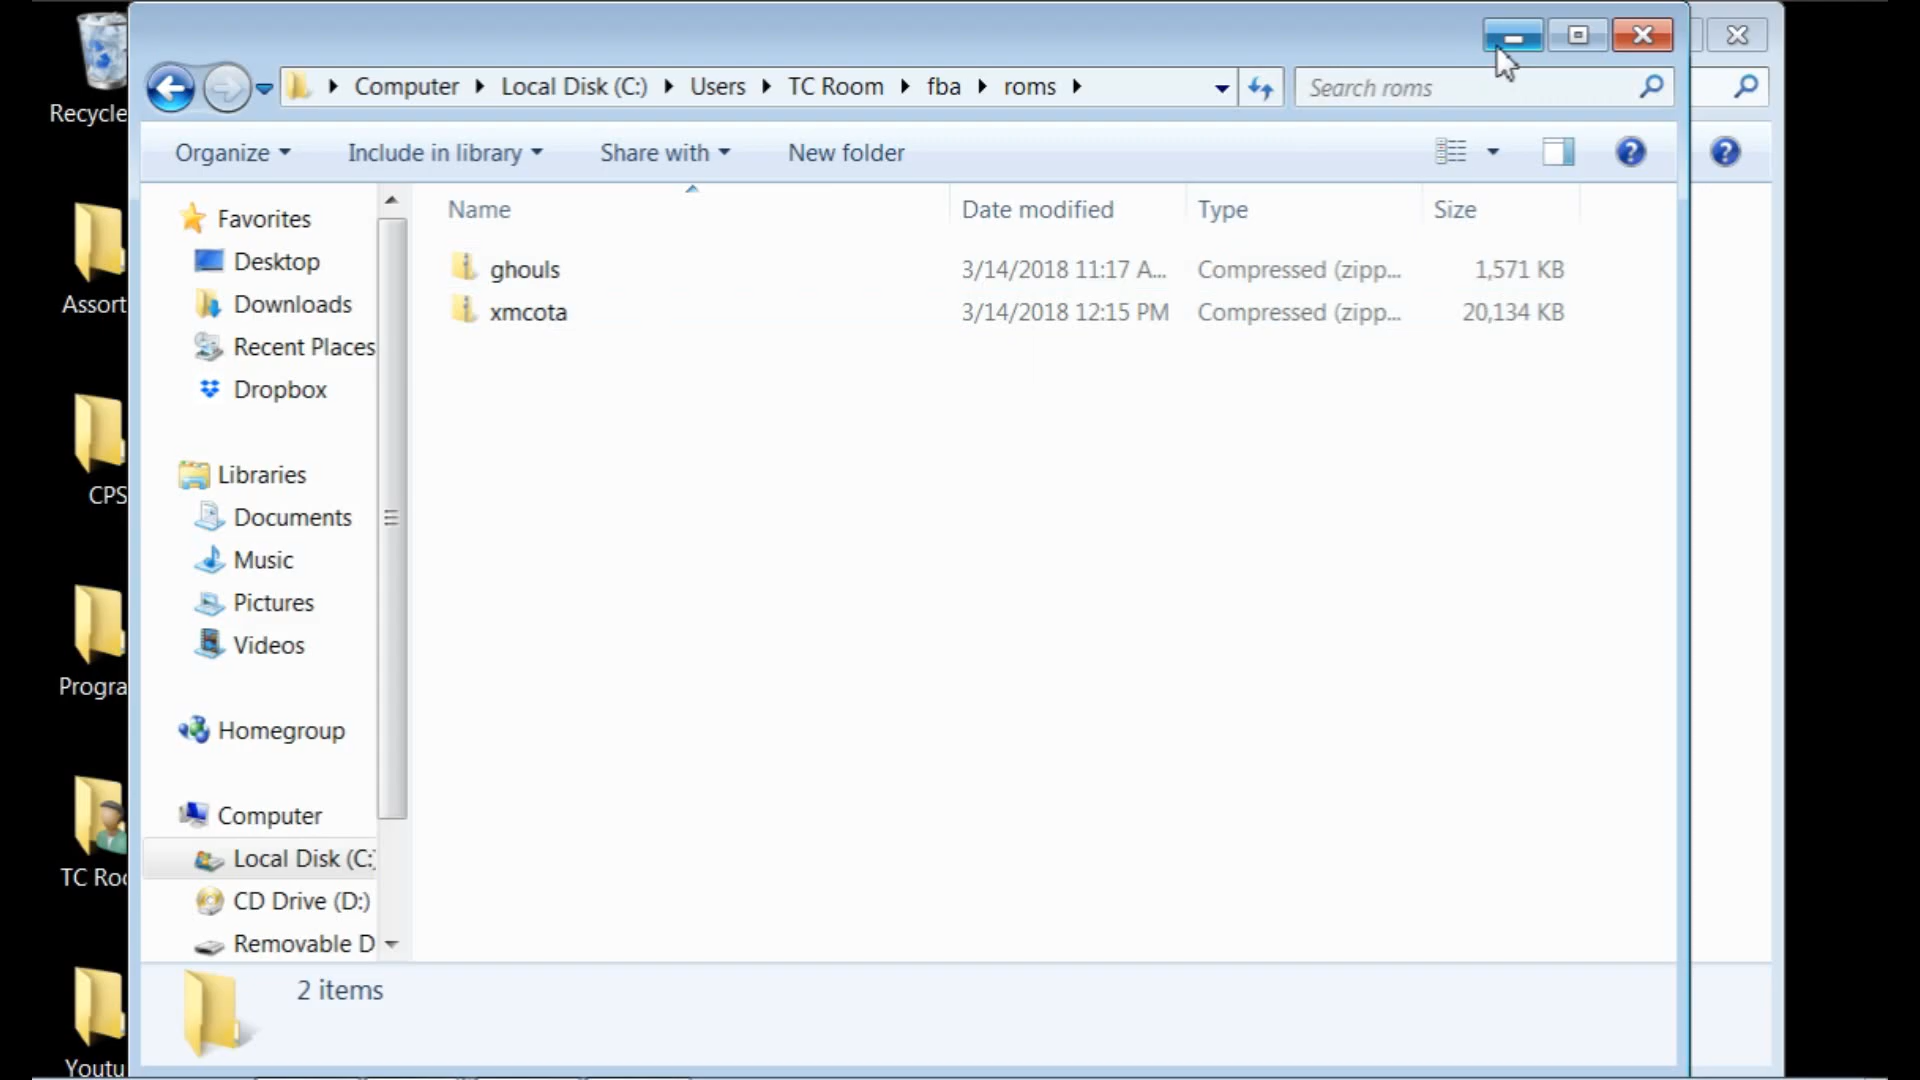 Computer Local Disk (C:) Users TC Room fba roms
Search roms
Organize Include in library Share with New folder
Name Date modified Type Size
ghouls 3/14/2018 11:17 A... Compressed (zipp... 1,571 KB
xmcota 3/14/2018 12:15 PM Compressed (zipp... 20,134 KB
Favorites
Desktop
Downloads
Recent Places
Dropbox
Libraries
Documents
Music
Pictures
Videos
Homegroup
Computer
Local Disk (C:
CD Drive (D:)
Removable D
2 items
Recycle
Assort
CPS
Progra
TC Roo
Youtu